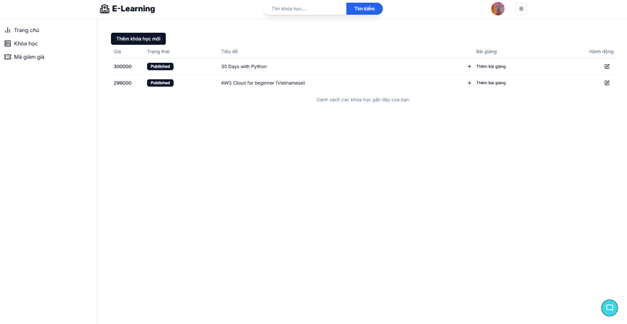 E-Learning
Tìm khóa học...
Tìm kiếm
Trang chủ
Khóa học
Mã giảm giá
Thêm khóa học mới
Giá Trạng thái Tiêu đề Bài giảng Hành động
300000 Published 30 Days with Python + Thêm bài giảng
299000 Published AWS Cloud for beginner (Vietnamese) + Thêm bài giảng
Danh sách các khóa học gần đây của bạn.